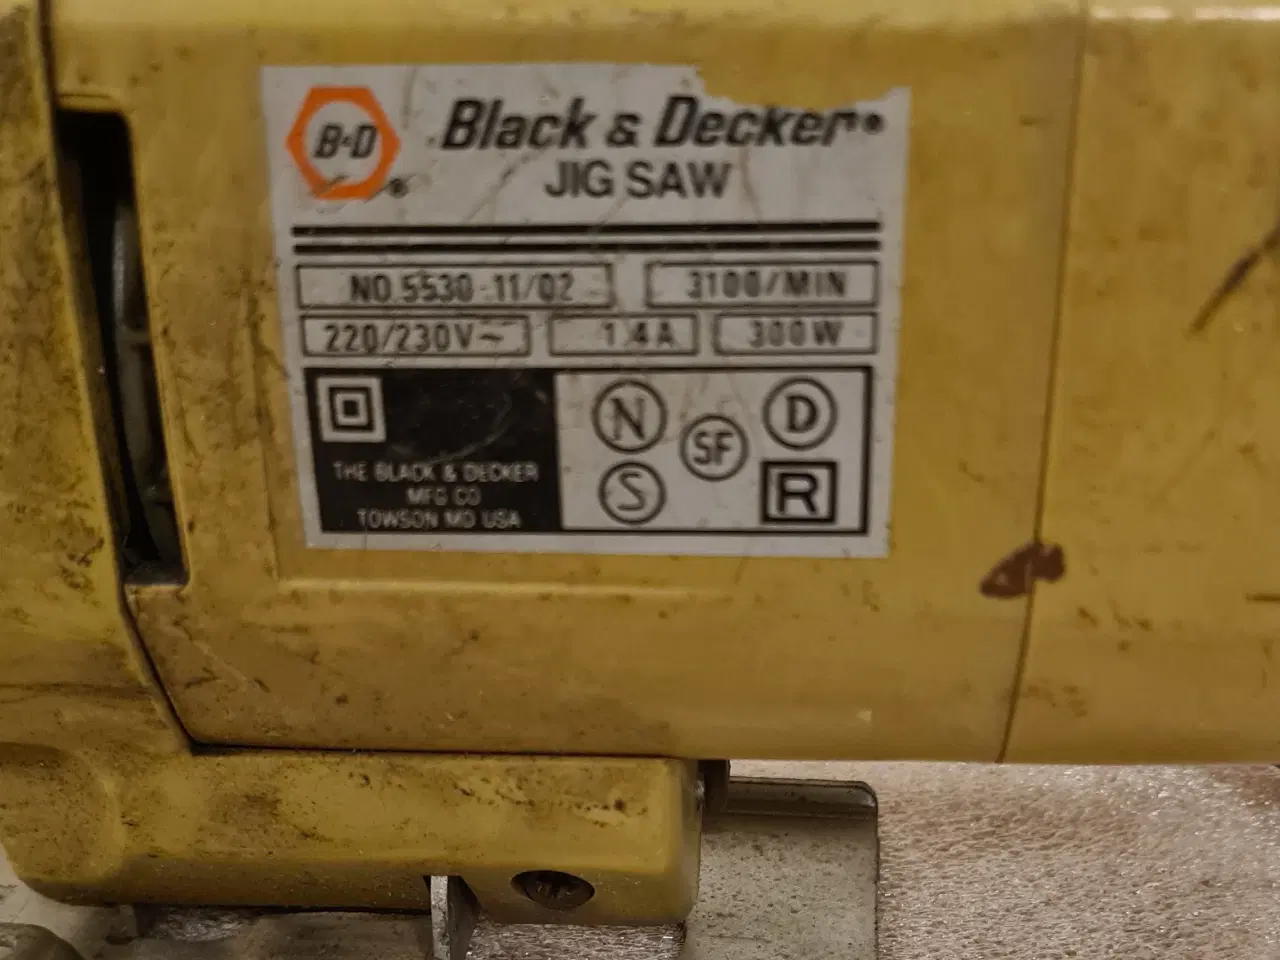 B&D ®
Black & Decker®
JIG SAW
NO. 5530-11/02 3100/MIN
220/230V~ 1.4A 300W
THE BLACK & DECKER
MFG CO
TOWSON MD USA
N
D
SF
S
R